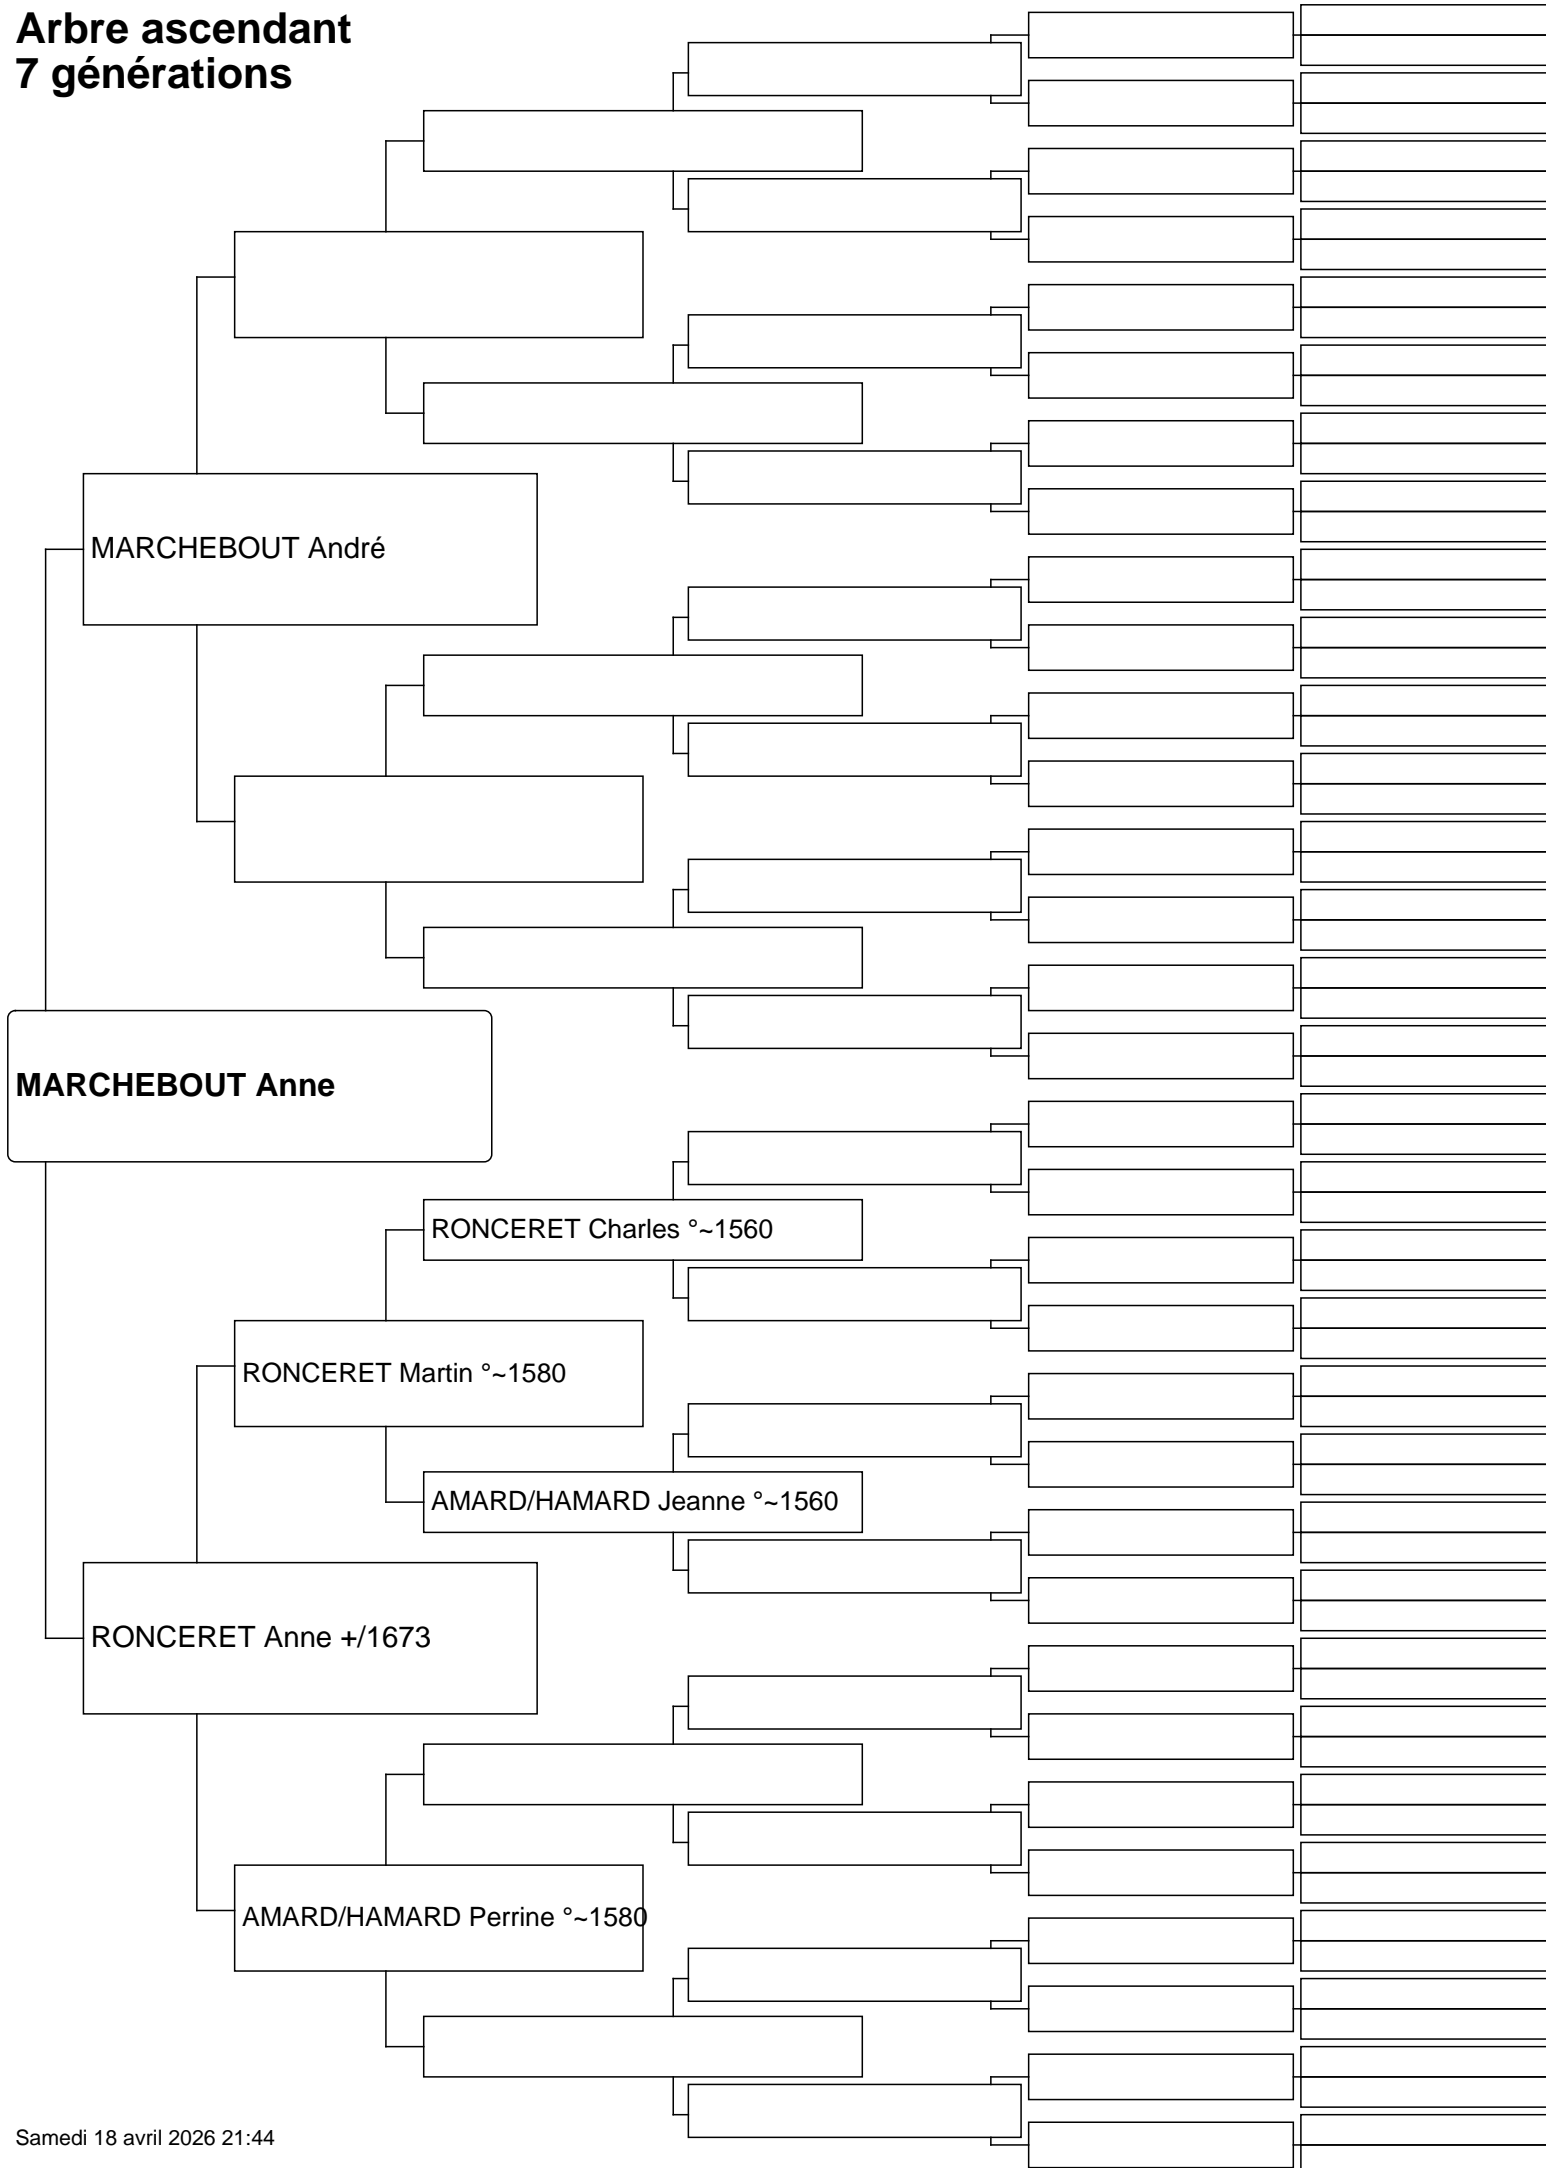 Arbre ascendant
7 générations
MARCHEBOUT André
MARCHEBOUT Anne
RONCERET Charles °~1560
RONCERET Martin °~1580
AMARD/HAMARD Jeanne °~1560
RONCERET Anne +/1673
AMARD/HAMARD Perrine °~1580
Samedi 18 avril 2026 21:44